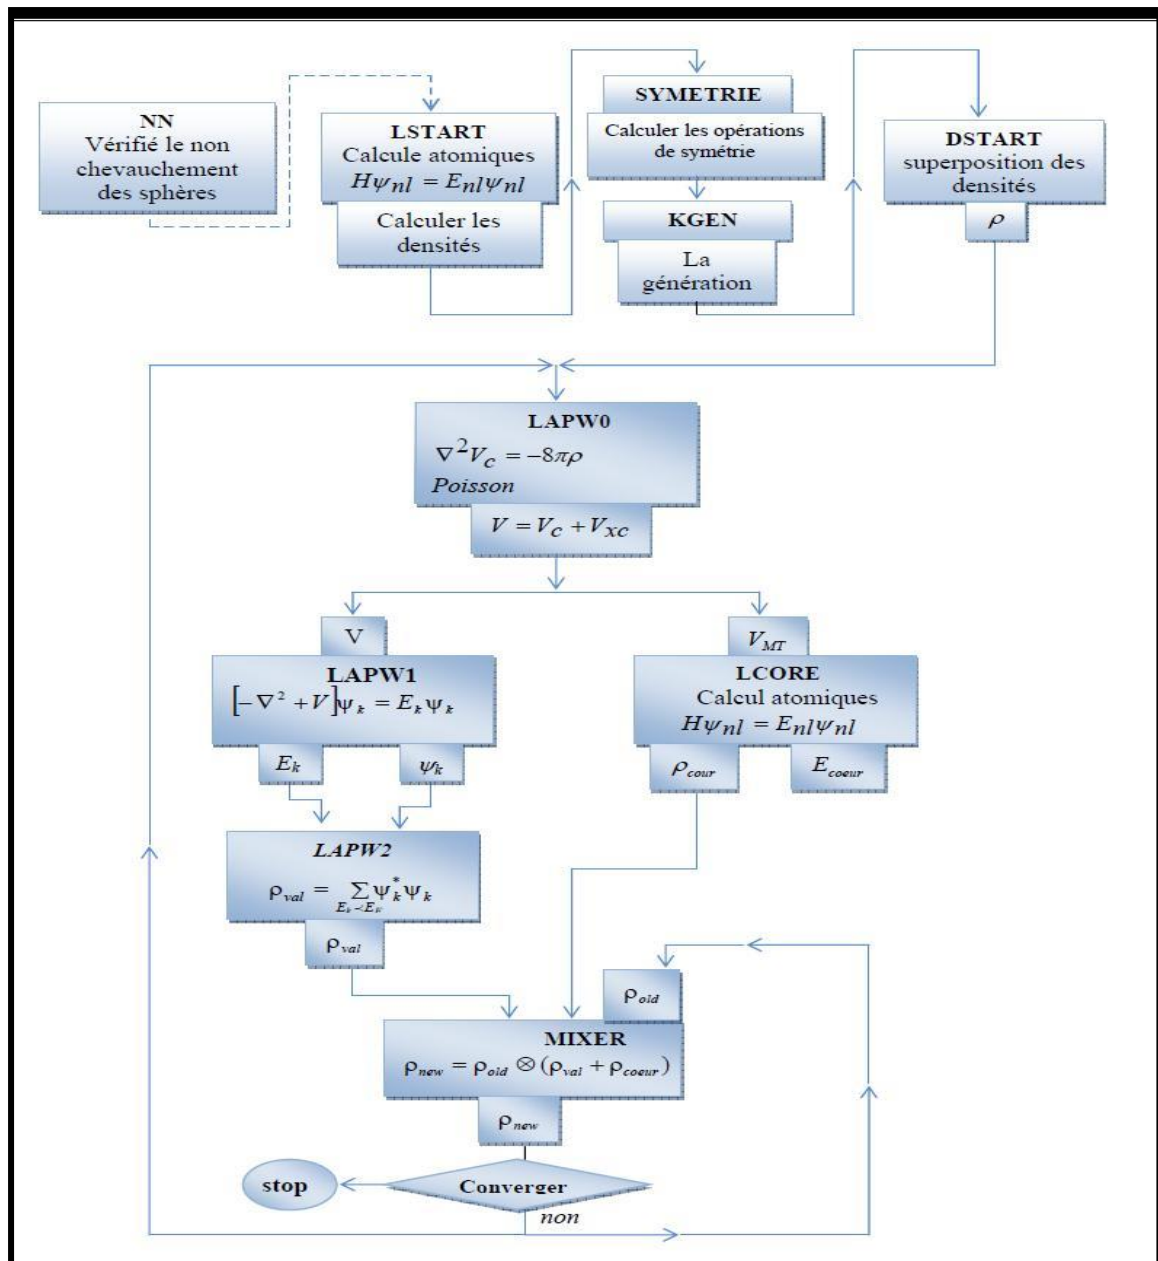 NN
Vérifié le non
chevauchement
des sphères
LSTART
Calcule atomiques
Hψnl = Enlψnl
Calculer les
densités
SYMETRIE
Calculer les opérations
de symétrie
KGEN
La
génération
DSTART
superposition des
densités
ρ
LAPW0
∇²VC = −8πρ
Poisson
V = VC + Vxc
V
LAPW1
[−∇² + V]ψk = Ekψk
Ek
ψk
VMT
LCORE
Calcul atomiques
Hψnl = Enlψnl
ρcour
Ecoeur
LAPW2
ρval = ∑ ψk*ψk
ρval
ρold
MIXER
ρnew = ρold ⊗ (ρval + ρcoeur)
ρnew
stop
Converger
non